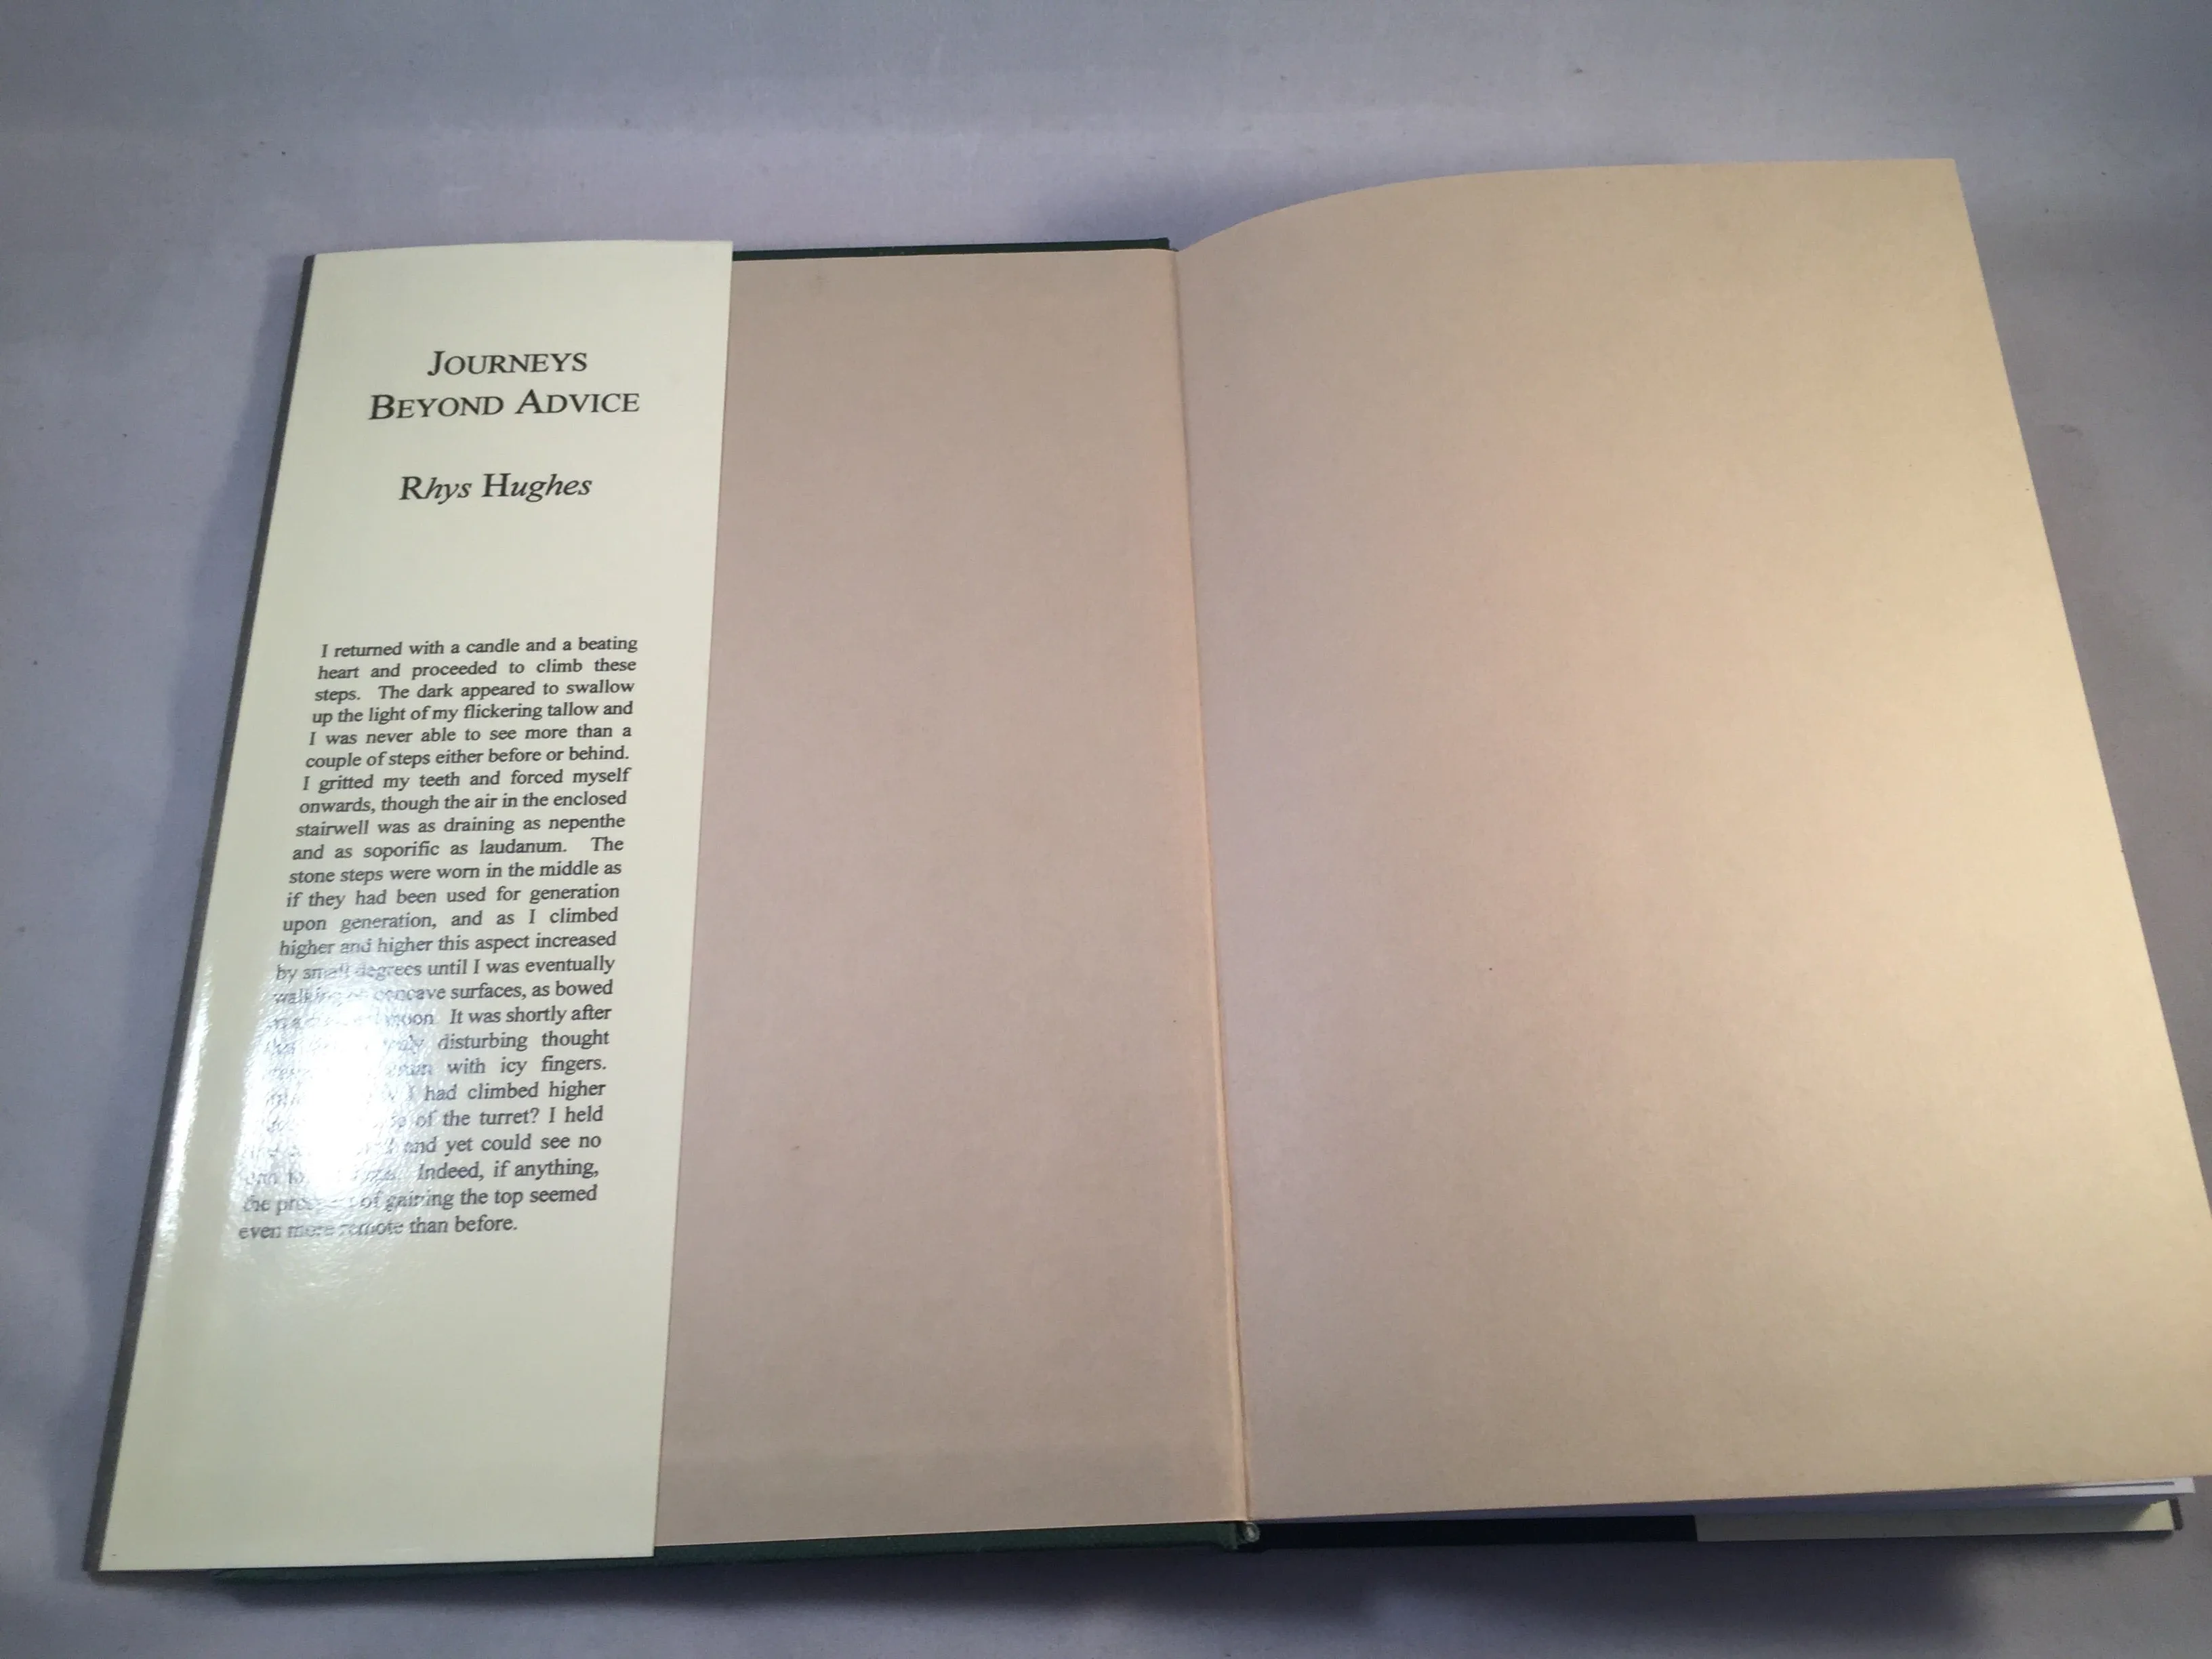 JOURNEYS
BEYOND ADVICE
Rhys Hughes
I returned with a candle and a beating
heart and proceeded to climb these
steps. The dark appeared to swallow
up the light of my flickering tallow and
I was never able to see more than a
couple of steps either before or behind.
I gritted my teeth and forced myself
onwards, though the air in the enclosed
stairwell was as draining as nepenthe
and as soporific as laudanum. The
stone steps were worn in the middle as
if they had been used for generation
upon generation, and as I climbed
higher and higher this aspect increased
by small degrees until I was eventually
walking on concave surfaces, as bowed
moon. It was shortly after
disturbing thought
with icy fingers.
I had climbed higher
of the turret? I held
and yet could see no
Indeed, if anything,
the prospect of gaining the top seemed
even more remote than before.